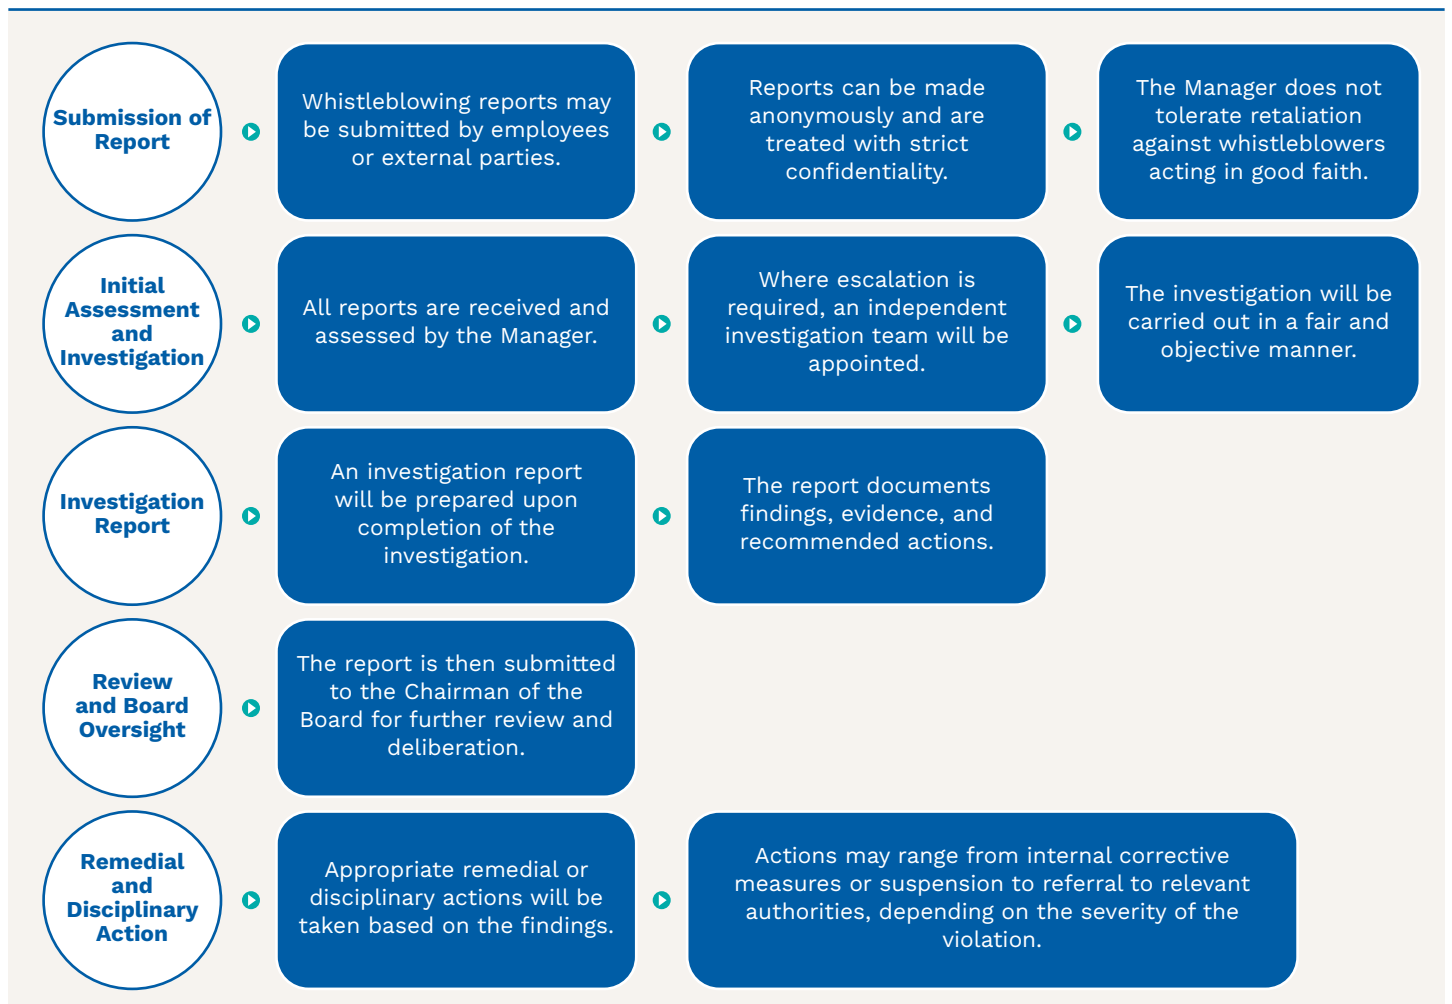 Submission of
Report
Whistleblowing reports may
be submitted by employees
or external parties.
Reports can be made
anonymously and are
treated with strict
confidentiality.
The Manager does not
tolerate retaliation
against whistleblowers
acting in good faith.
Initial
Assessment
and
Investigation
All reports are received and
assessed by the Manager.
Where escalation is
required, an independent
investigation team will be
appointed.
The investigation will be
carried out in a fair and
objective manner.
Investigation
Report
An investigation report
will be prepared upon
completion of the
investigation.
The report documents
findings, evidence, and
recommended actions.
Review
and Board
Oversight
The report is then submitted
to the Chairman of the
Board for further review and
deliberation.
Remedial
and
Disciplinary
Action
Appropriate remedial or
disciplinary actions will be
taken based on the findings.
Actions may range from internal corrective
measures or suspension to referral to relevant
authorities, depending on the severity of the
violation.